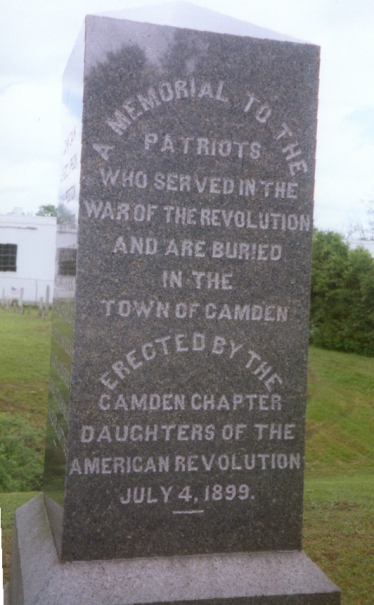 A MEMORIAL TO THE
PATRIOTS
WHO SERVED IN THE
WAR OF THE REVOLUTION
AND ARE BURIED
IN THE
TOWN OF CAMDEN
ERECTED BY THE
CAMDEN CHAPTER
DAUGHTERS OF THE
AMERICAN REVOLUTION
JULY 4, 1899.